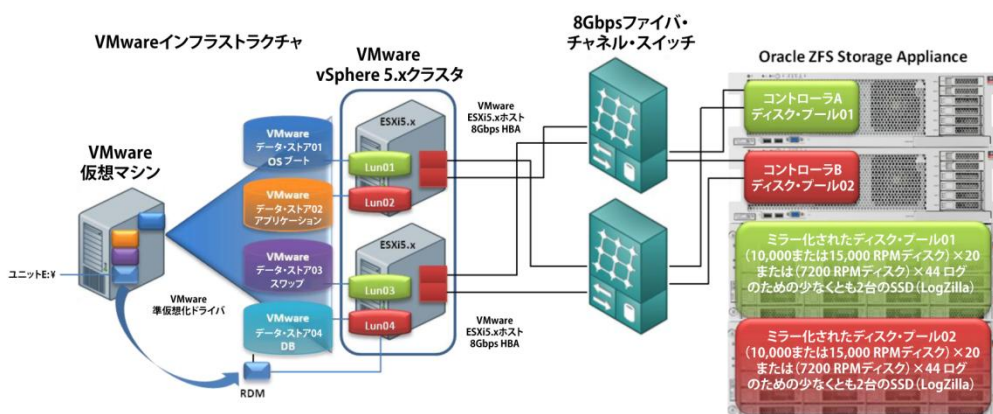 VMwareインフラストラクチャ
VMware
vSphere 5.xクラスタ
8Gbpsファイバ・
チャネル・スイッチ
Oracle ZFS Storage Appliance
VMware
仮想マシン
ユニットE:¥
VMware
準仮想化ドライバ
VMware
データ・ストア01
OSブート
VMware
データ・ストア02
アプリケーション
VMware
データ・ストア03
スワップ
VMware
データ・ストア04
DB
RDM
ESXi5.x
Lun01
Lun02
ESXi5.x
Lun03
Lun04
VMware
ESXi5.xホスト
8Gbps HBA
VMware
ESXi5.xホスト
8Gbps HBA
コントローラA
ディスク・プール01
コントローラB
ディスク・プール02
ミラー化されたディスク・プール01
(10,000または15,000 RPMディスク)×20
または(7200 RPMディスク)×44 ログ
のための少なくとも2台のSSD(LogZilla)
ミラー化されたディスク・プール02
(10,000または15,000 RPMディスク)×20
または(7200 RPMディスク)×44 ログ
のための少なくとも2台のSSD(LogZilla)